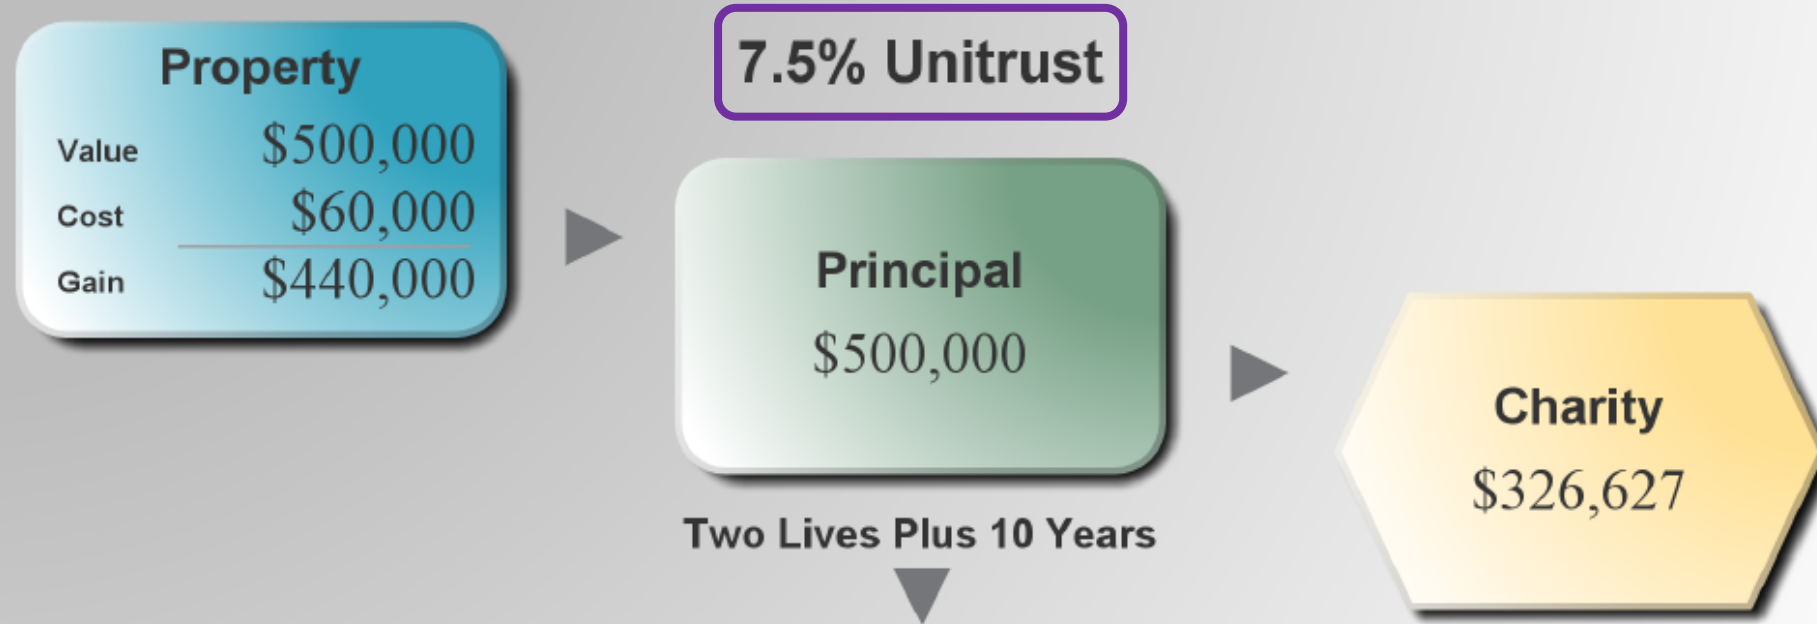 Property
Value $500,000
Cost $60,000
Gain $440,000
7.5% Unitrust
Principal
$500,000
Two Lives Plus 10 Years
Charity
$326,627